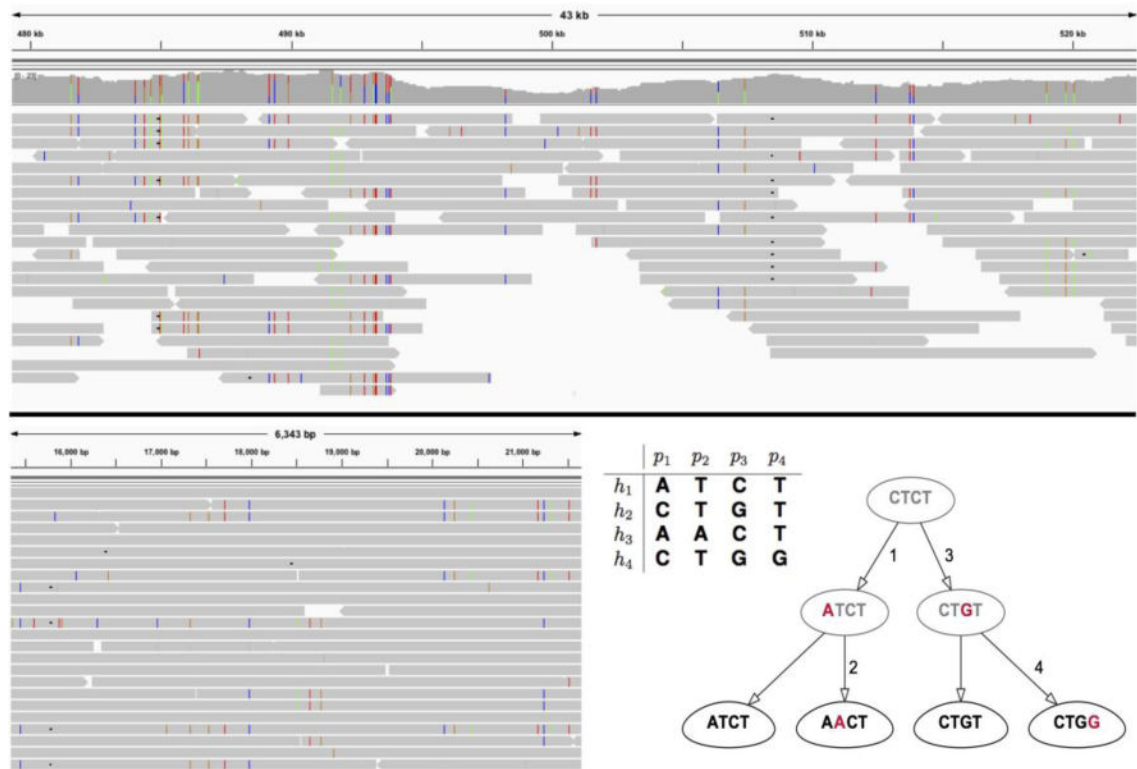 43 kb
480 kb 490 kb 500 kb 510 kb 520 kb
6,343 bp
16,000 bp 17,000 bp 18,000 bp 19,000 bp 20,000 bp 21,000 bp
p1 p2 p3 p4
h1 A T C T
h2 C T G T
h3 A A C T
h4 C T G G
CTCT
1 3
ATCT CTGT
2 4
ATCT AACT CTGT CTGG